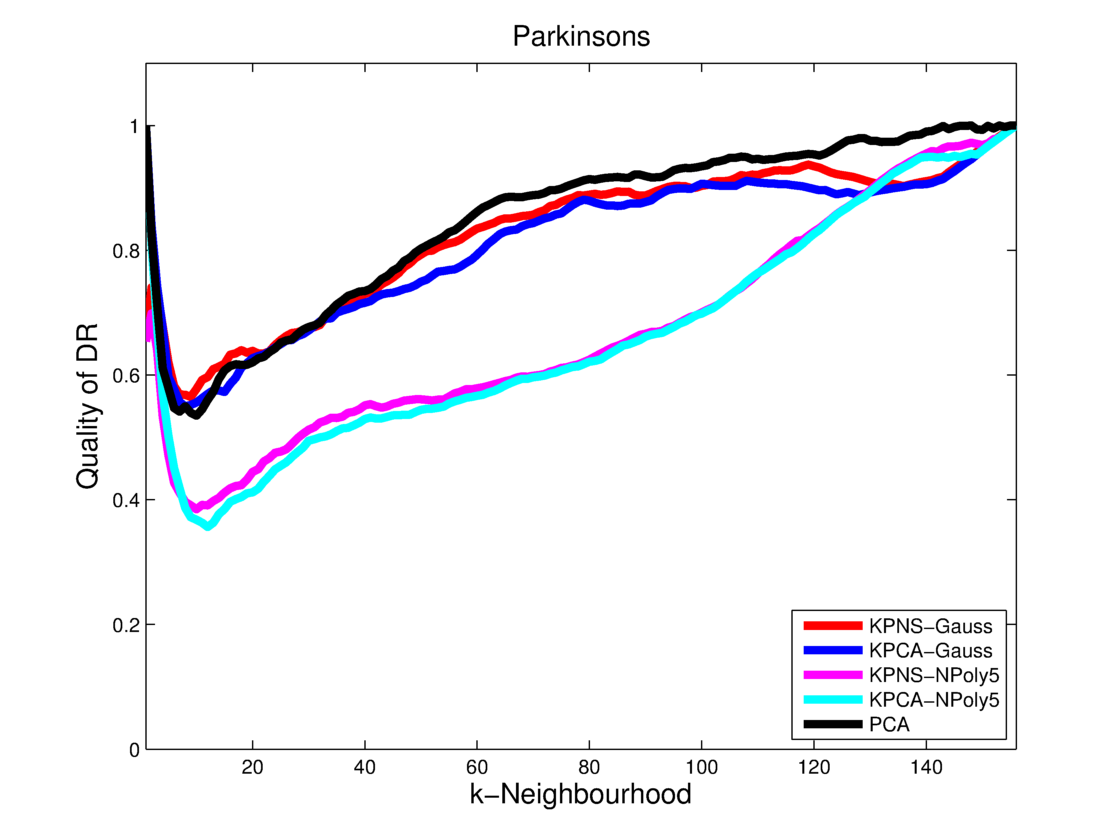 Parkinsons
Quality of DR
1
0.8
0.6
0.4
0.2
0
20 40 60 80 100 120 140
k−Neighbourhood
KPNS−Gauss
KPCA−Gauss
KPNS−NPoly5
KPCA−NPoly5
PCA